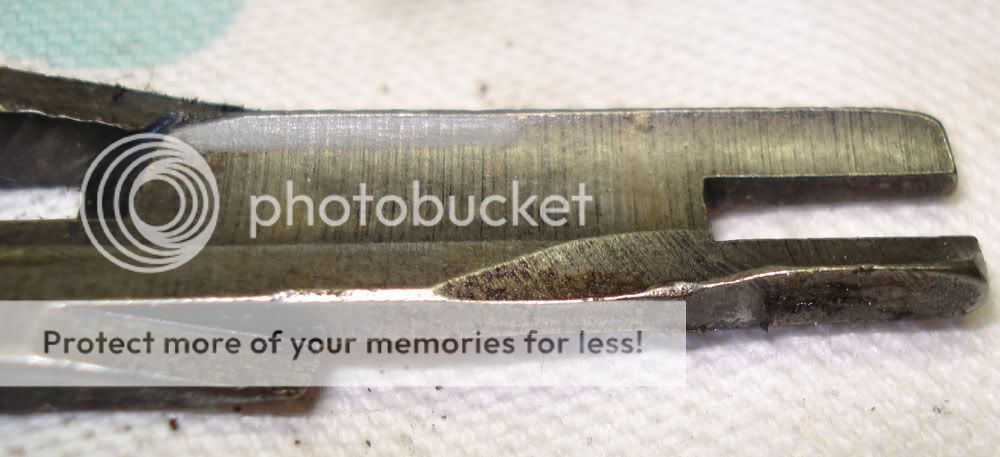 photobucket
Protect more of your memories for less!